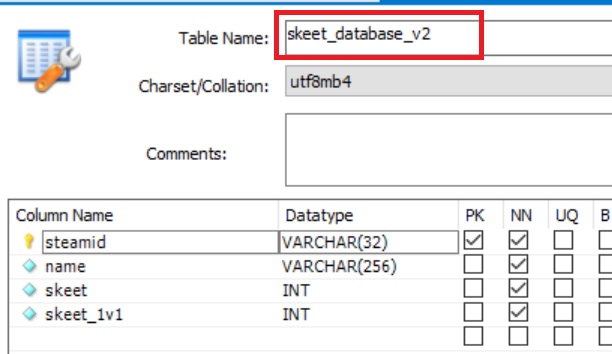 Table Name: skeet_database_v2
Charset/Collation: utf8mb4
Comments:
Column Name Datatype PK NN UQ B
steamid VARCHAR(32)
name VARCHAR(256)
skeet INT
skeet_1v1 INT